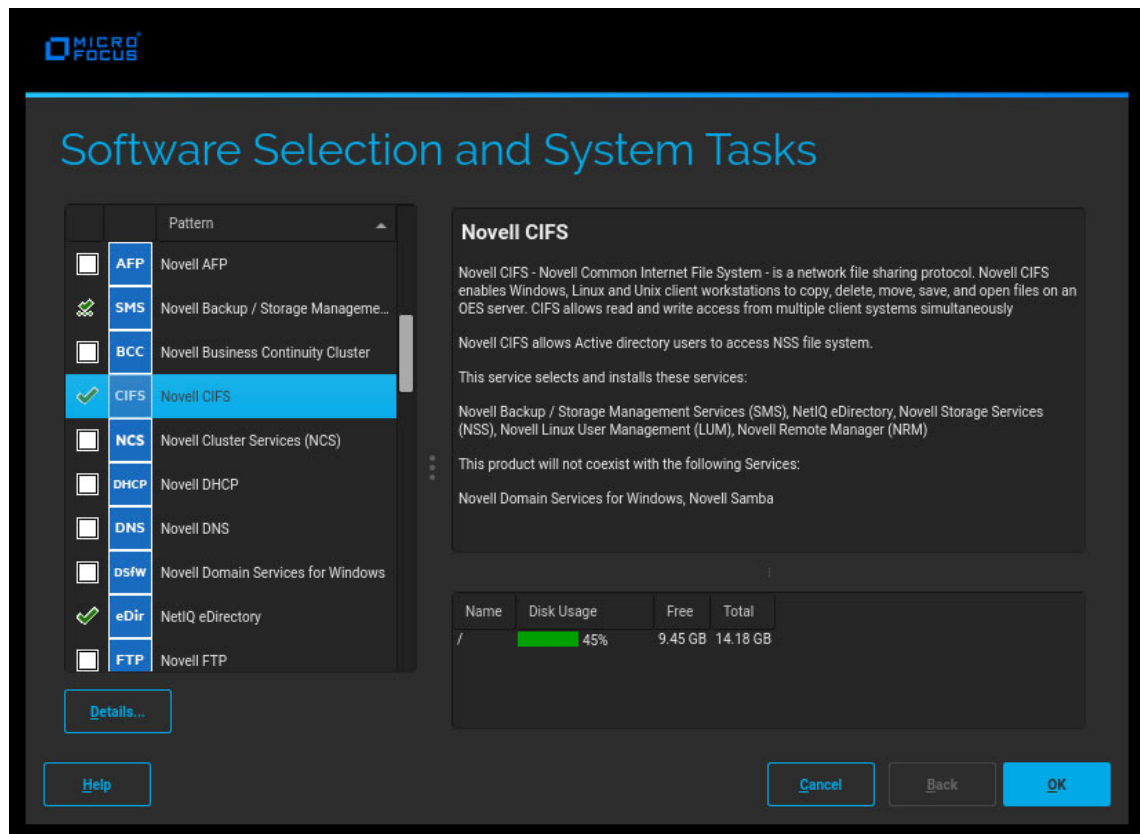 MICRO
FOCUS
Software Selection and System Tasks
Pattern
AFP Novell AFP
SMS Novell Backup / Storage Manageme...
BCC Novell Business Continuity Cluster
CIFS Novell CIFS
NCS Novell Cluster Services (NCS)
DHCP Novell DHCP
DNS Novell DNS
DSfW Novell Domain Services for Windows
eDir NetIQ eDirectory
FTP Novell FTP
Details...
Novell CIFS
Novell CIFS - Novell Common Internet File System - is a network file sharing protocol. Novell CIFS
enables Windows, Linux and Unix client workstations to copy, delete, move, save, and open files on an
OES server. CIFS allows read and write access from multiple client systems simultaneously
Novell CIFS allows Active directory users to access NSS file system.
This service selects and installs these services:
Novell Backup / Storage Management Services (SMS), NetIQ eDirectory, Novell Storage Services
(NSS), Novell Linux User Management (LUM), Novell Remote Manager (NRM)
This product will not coexist with the following Services:
Novell Domain Services for Windows, Novell Samba
Name Disk Usage Free Total
/ 45% 9.45 GB 14.18 GB
Help
Cancel
Back
OK